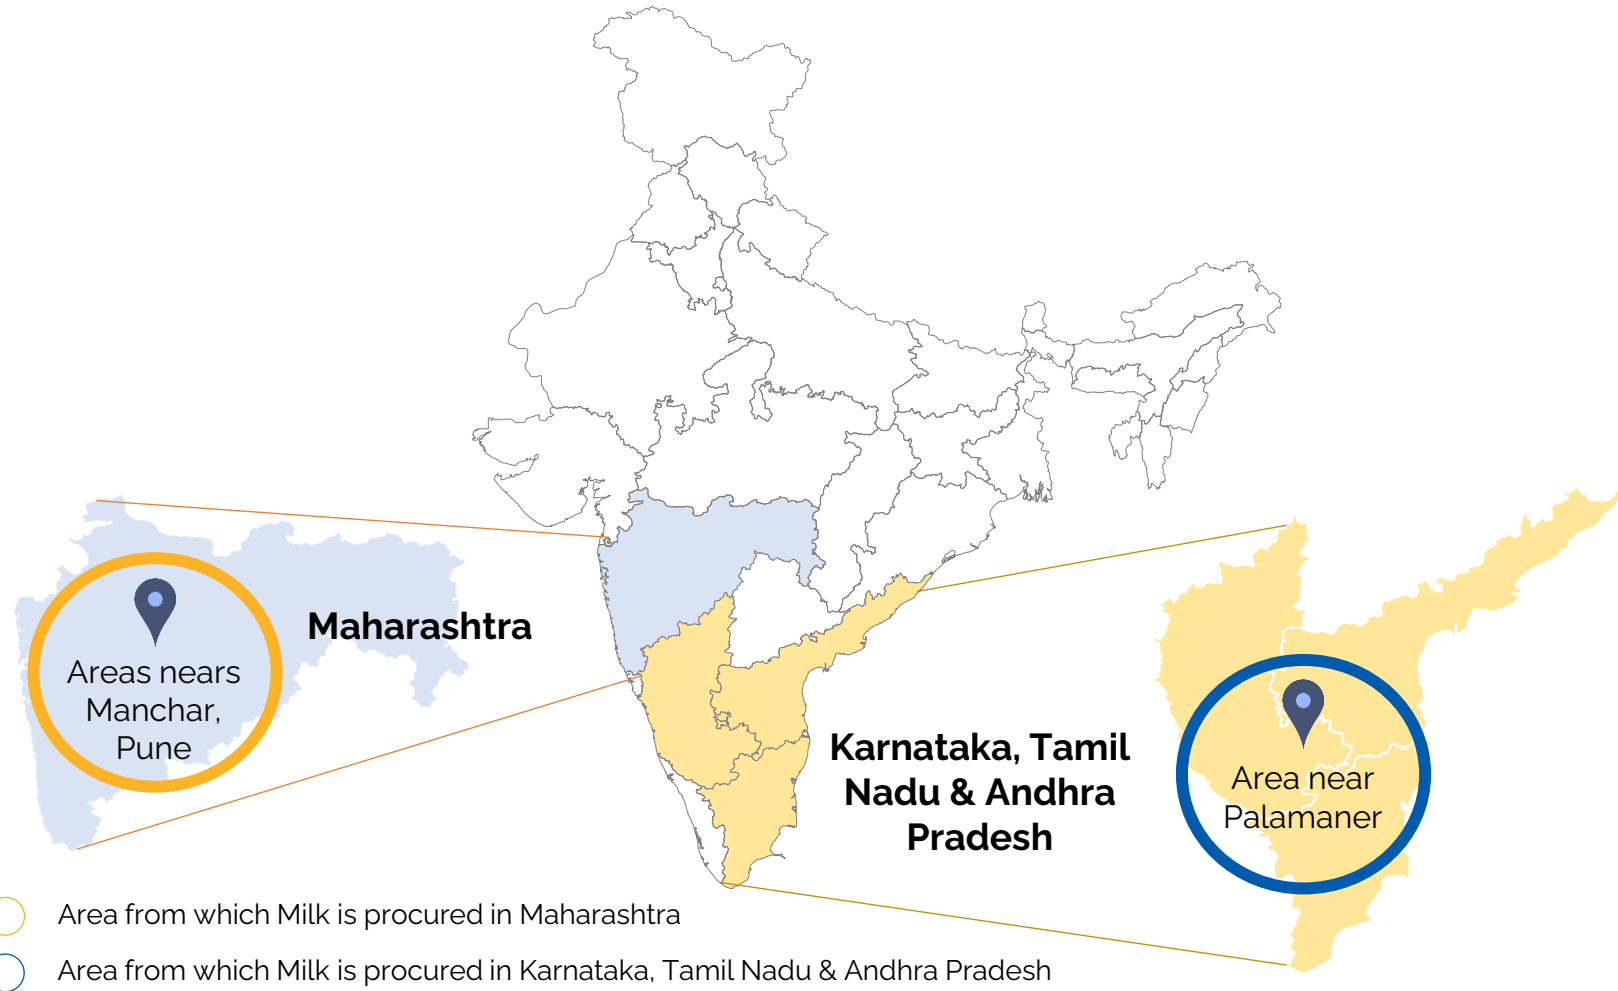 Maharashtra
Areas nears
Manchar,
Pune
Karnataka, Tamil
Nadu & Andhra
Pradesh
Area near
Palamaner
Area from which Milk is procured in Maharashtra
Area from which Milk is procured in Karnataka, Tamil Nadu & Andhra Pradesh